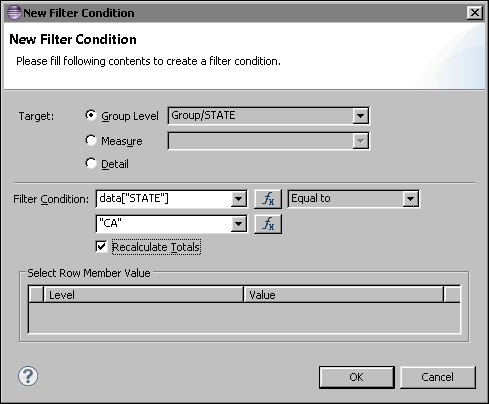 New Filter Condition
New Filter Condition
Please fill following contents to create a filter condition.
Target: Group Level Group/STATE
Measure
Detail
Filter Condition: data["STATE"] fx Equal to
"CA" fx
Recalculate Totals
Select Row Member Value
Level Value
? OK Cancel